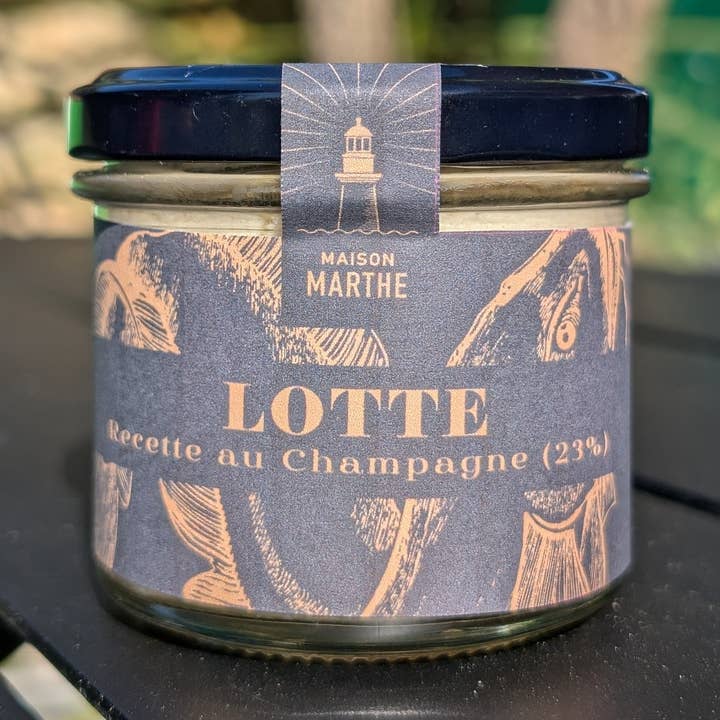 MAISON
MARTHE
LOTTE
Recette au Champagne (23%)